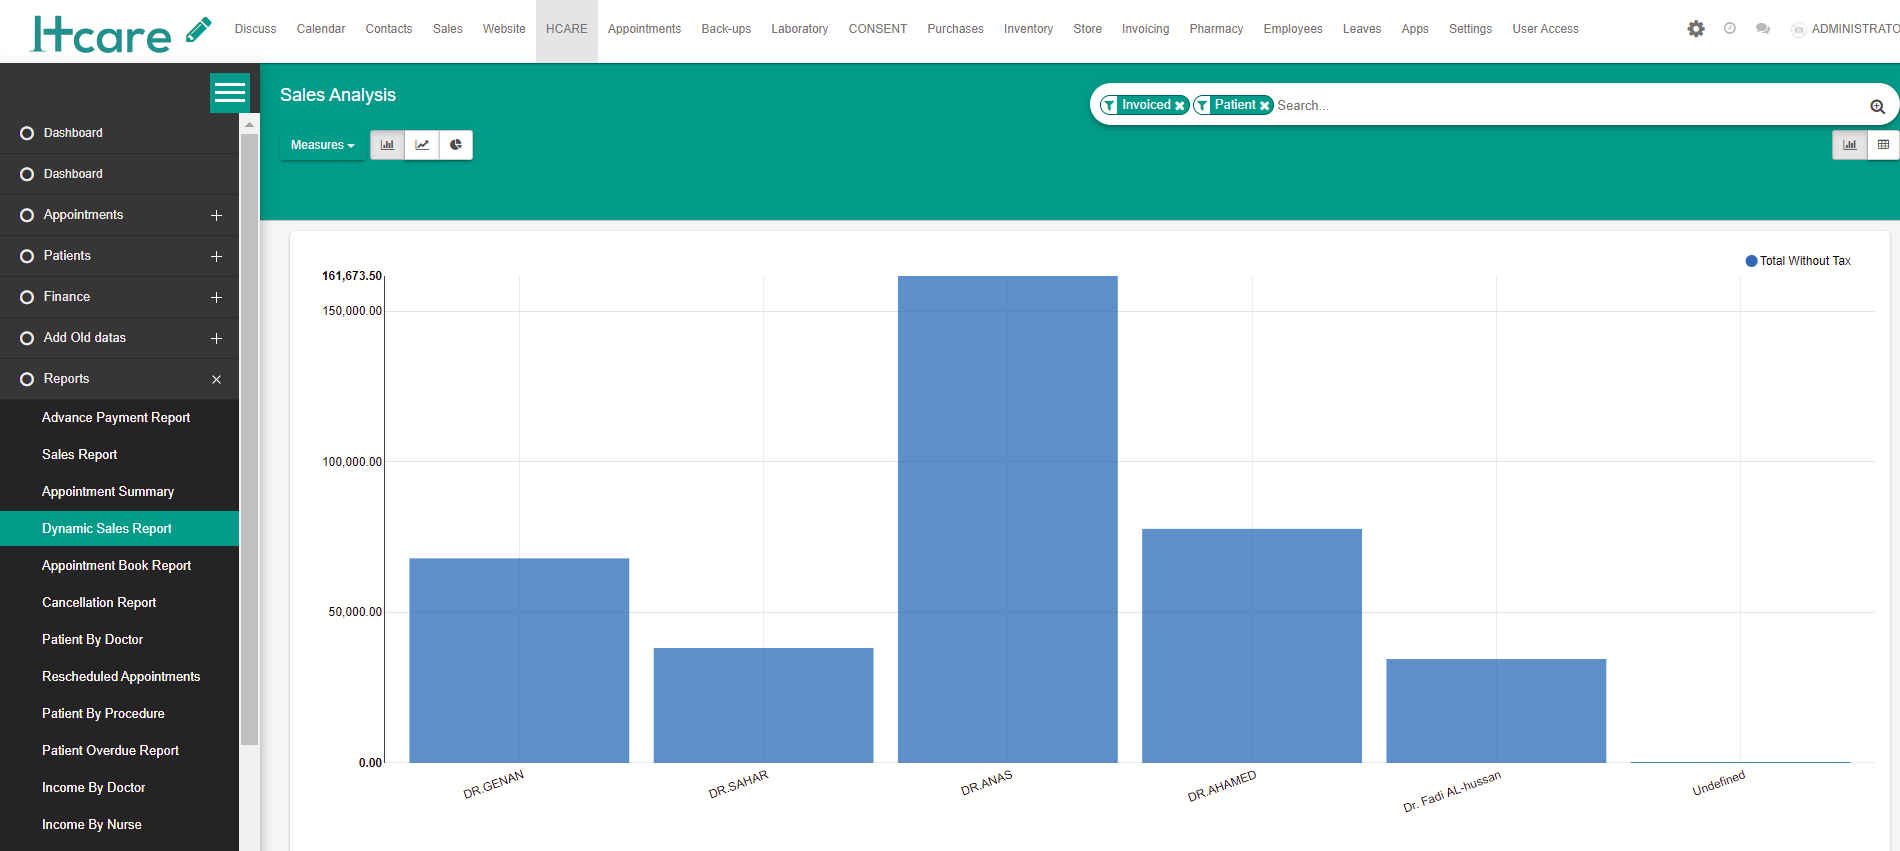 Htcare
Discuss Calendar Contacts Sales Website HCARE Appointments Back-ups Laboratory CONSENT Purchases Inventory Store Invoicing Pharmacy Employees Leaves Apps Settings User Access ADMINISTRATO
Sales Analysis
Invoiced Patient Search...
Measures
Dashboard
Dashboard
Appointments
Patients
Finance
Add Old datas
Reports
Advance Payment Report
Sales Report
Appointment Summary
Dynamic Sales Report
Appointment Book Report
Cancellation Report
Patient By Doctor
Rescheduled Appointments
Patient By Procedure
Patient Overdue Report
Income By Doctor
Income By Nurse
Total Without Tax
161,673.50
150,000.00
100,000.00
50,000.00
0.00
DR.GENAN DR.SAHAR DR.ANAS DR.AHAMED Dr. Fadi AL-hussan Undefined